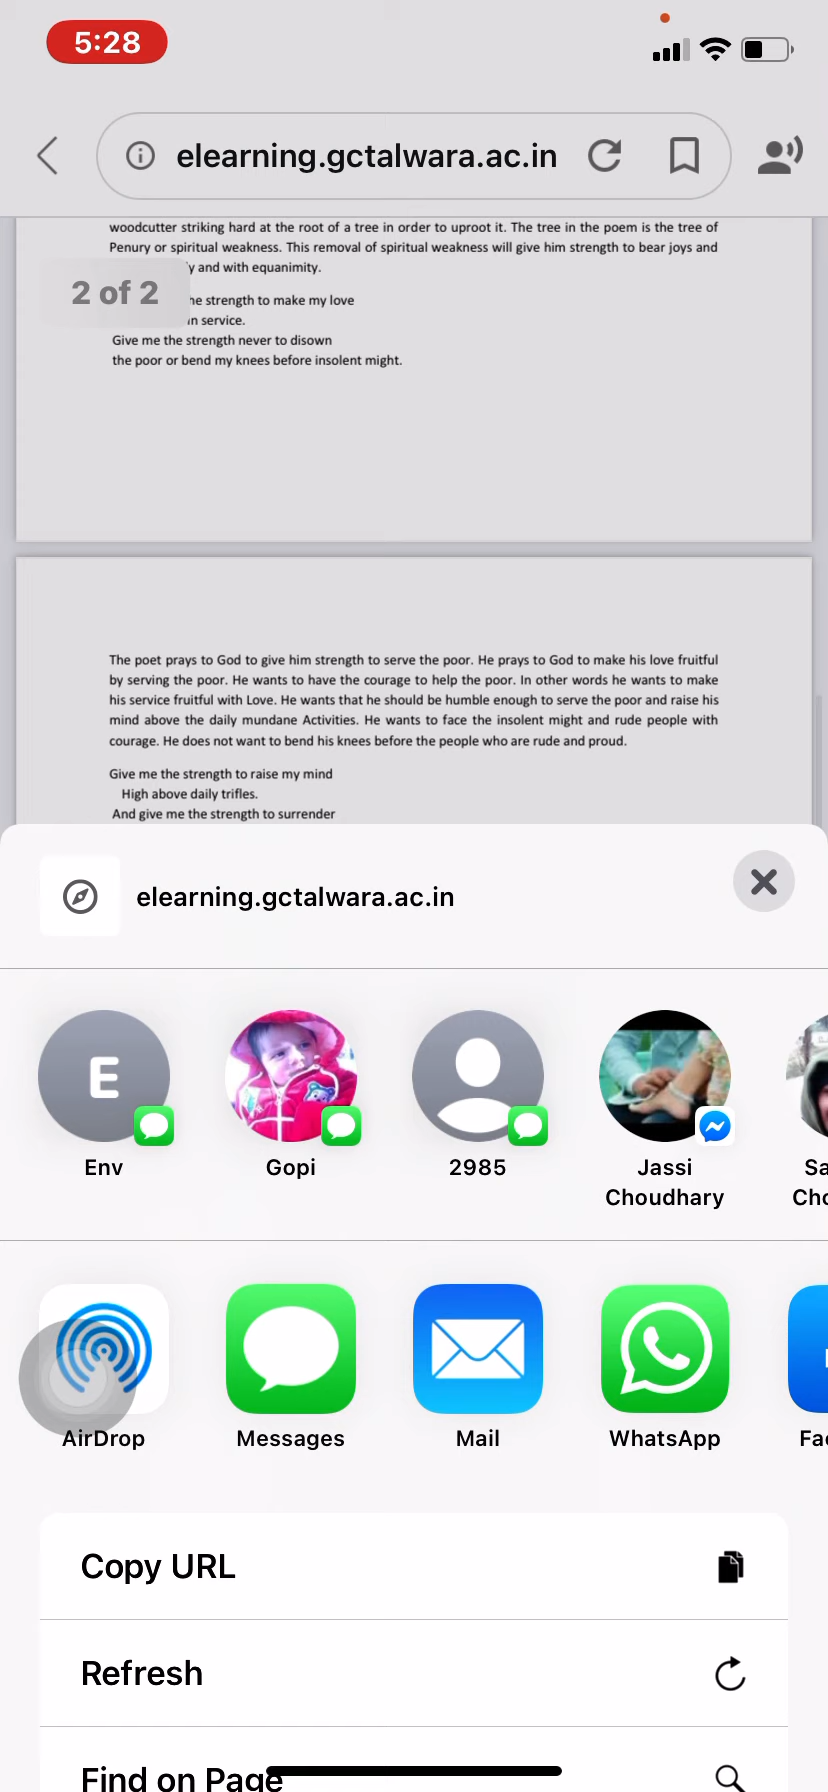 5:28
elearning.gctalwara.ac.in
woodcutter striking hard at the root of a tree in order to uproot it. The tree in the poem is the tree of
Penury or spiritual weakness. This removal of spiritual weakness will give him strength to bear joys and
and with equanimity.
2 of 2
strength to make my love
service.
Give me the strength never to disown
the poor or bend my knees before insolent might.
The poet prays to God to give him strength to serve the poor. He prays to God to make his love fruitful
by serving the poor. He wants to have the courage to help the poor. In other words he wants to make
his service fruitful with Love. He wants that he should be humble enough to serve the poor and raise his
mind above the daily mundane Activities. He wants to face the insolent might and rude people with
courage. He does not want to bend his knees before the people who are rude and proud.
Give me the strength to raise my mind
High above daily trifles.
And give me the strength to surrender
elearning.gctalwara.ac.in
E
Env
Gopi
2985
Jassi
Choudhary
AirDrop
Messages
Mail
WhatsApp
Copy URL
Refresh
Find on Page